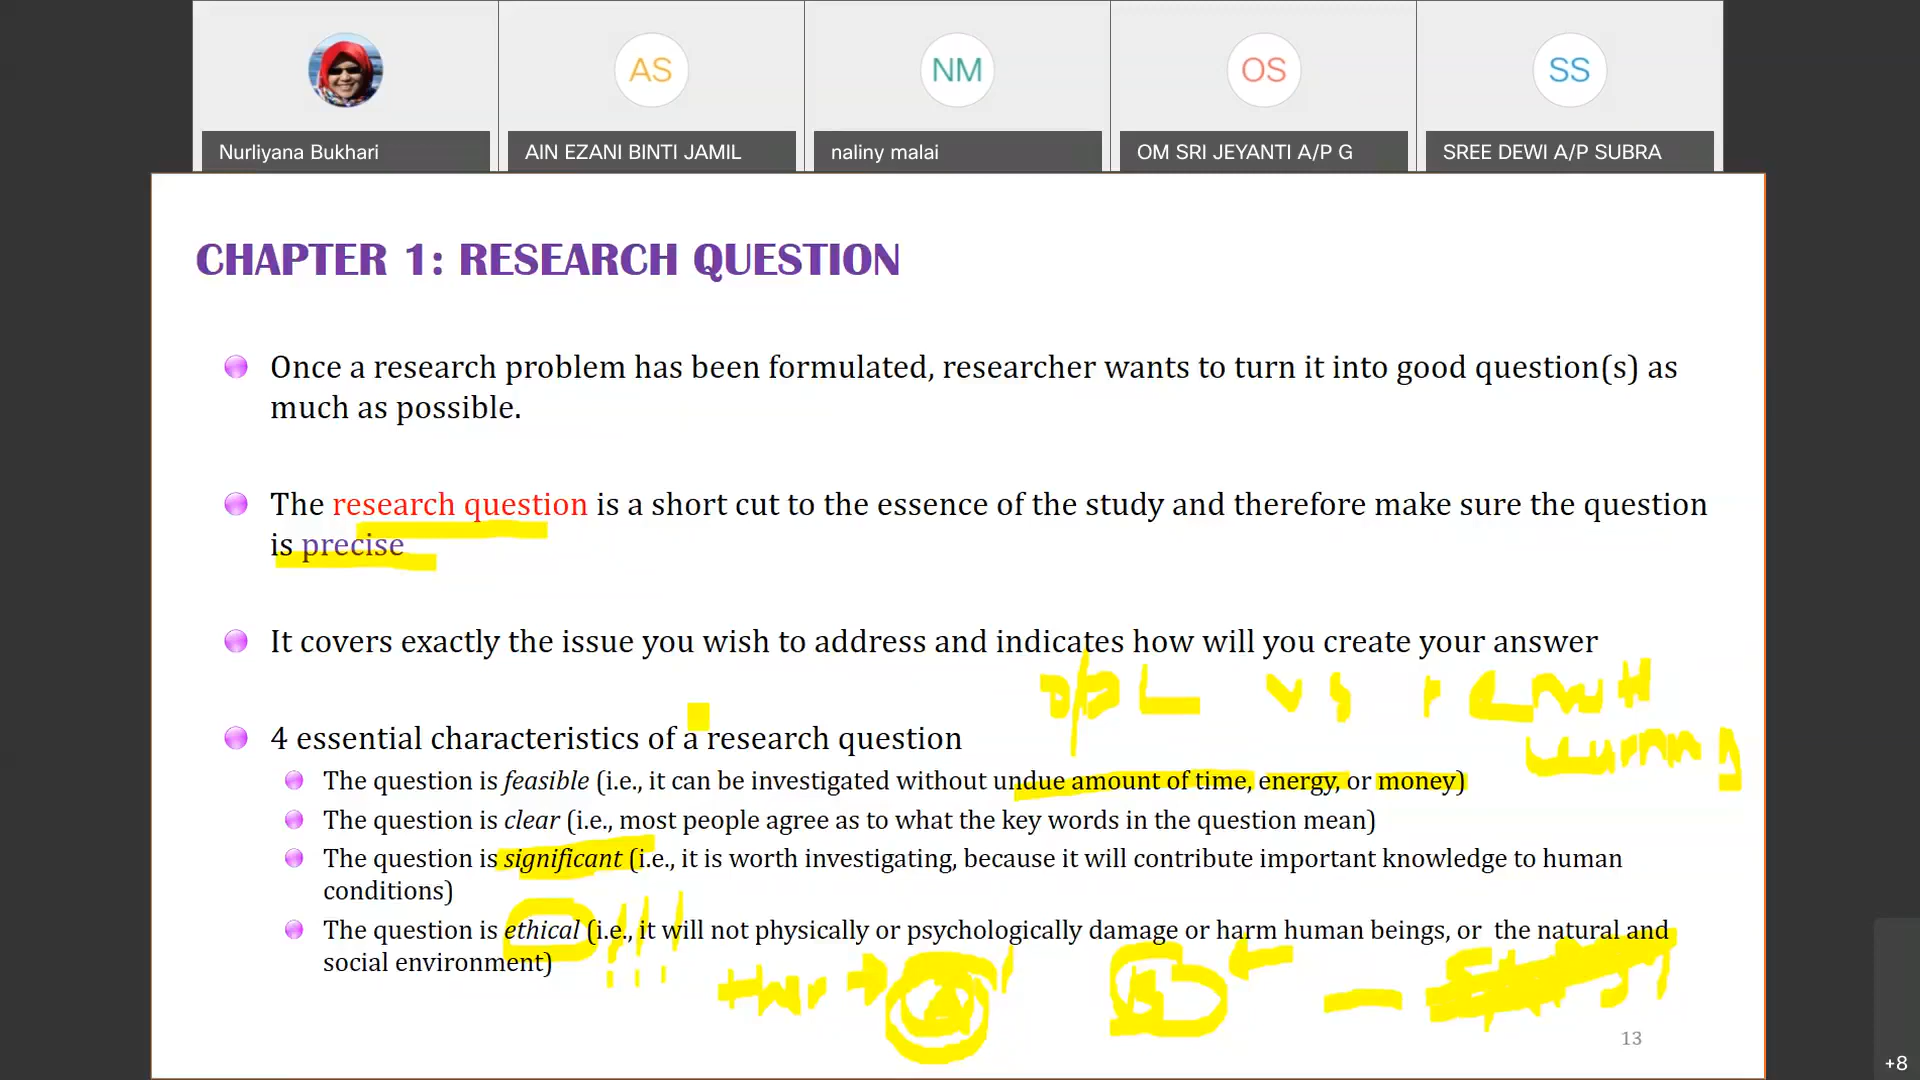 AS
NM
OS
SS
Nurliyana Bukhari
AIN EZANI BINTI JAMIL
naliny malai
OM SRI JEYANTI A/P G
SREE DEWI A/P SUBRA
CHAPTER 1: RESEARCH QUESTION
Once a research problem has been formulated, researcher wants to turn it into good question(s) as
much as possible.
The research question is a short cut to the essence of the study and therefore make sure the question
is precise
It covers exactly the issue you wish to address and indicates how will you create your answer
vs
learning
4 essential characteristics of a research question
The question is feasible (i.e., it can be investigated without undue amount of time, energy, or money)
The question is clear (i.e., most people agree as to what the key words in the question mean)
The question is significant (i.e., it is worth investigating, because it will contribute important knowledge to human
conditions)
The question is ethical (i.e., it will not physically or psychologically damage or harm human beings, or the natural and
social environment)
13
+8